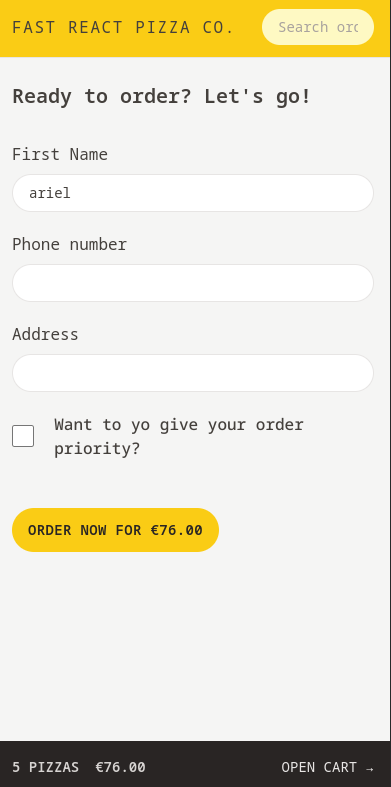 FAST REACT PIZZA CO.
Search orc
Ready to order? Let's go!
First Name
ariel
Phone number
Address
Want to yo give your order
priority?
ORDER NOW FOR €76.00
5 PIZZAS €76.00
OPEN CART →